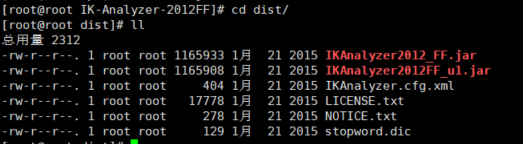 [root@root IK-Analyzer-2012FF]# cd dist/
[root@root dist]# ll
总用量 2312
-rw-r--r--. 1 root root 1165933 1月  21 2015 IKAnalyzer2012_FF.jar
-rw-r--r--. 1 root root 1165908 1月  21 2015 IKAnalyzer2012FF_u1.jar
-rw-r--r--. 1 root root     404 1月  21 2015 IKAnalyzer.cfg.xml
-rw-r--r--. 1 root root   17778 1月  21 2015 LICENSE.txt
-rw-r--r--. 1 root root     278 1月  21 2015 NOTICE.txt
-rw-r--r--. 1 root root     129 1月  21 2015 stopword.dic
[root@root dist]#